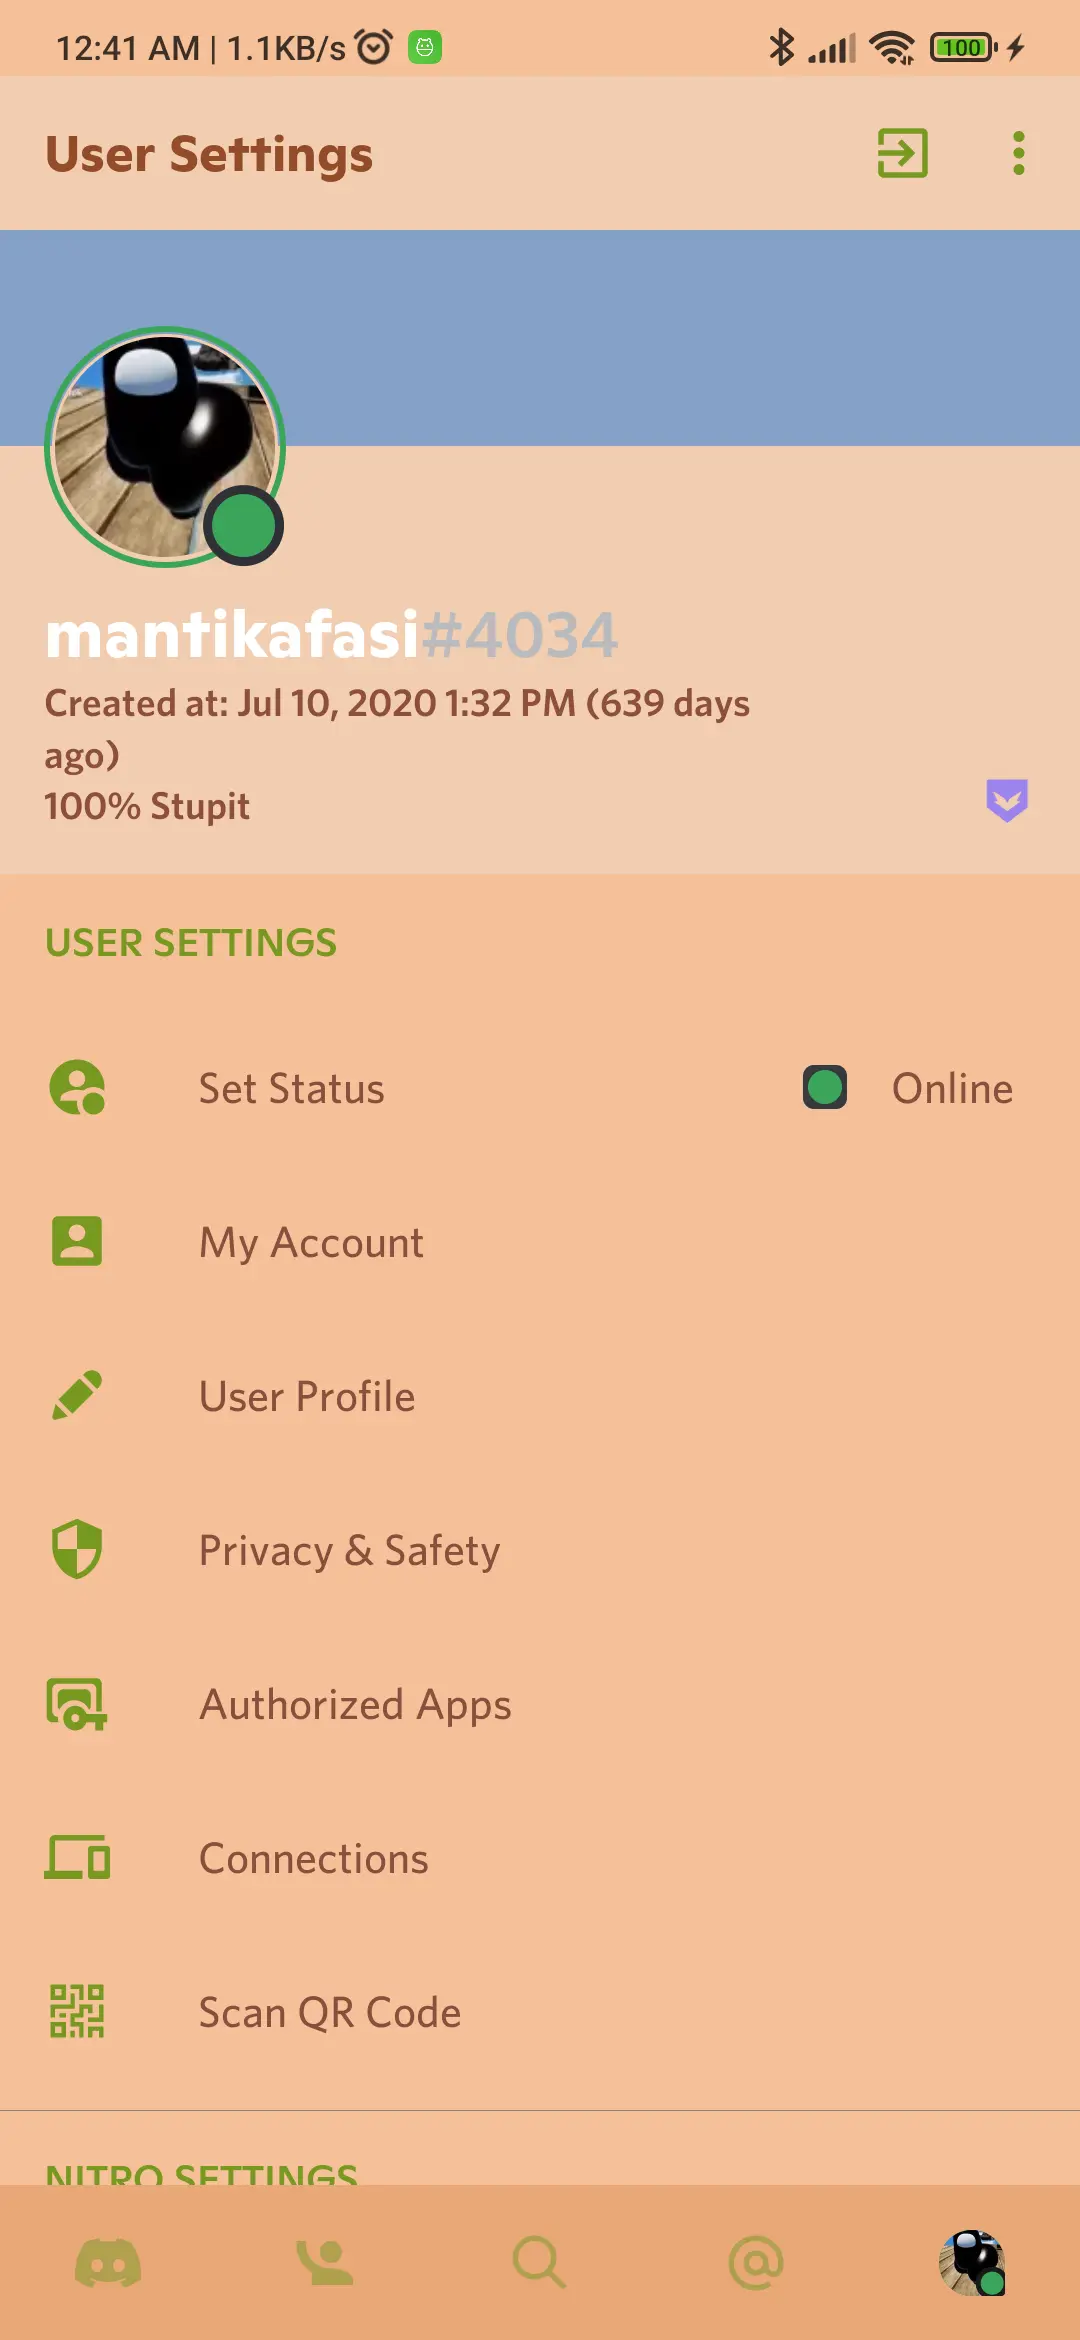 12:41 AM | 1.1KB/s
100
User Settings
mantikafasi#4034
Created at: Jul 10, 2020 1:32 PM (639 days
ago)
100% Stupit
USER SETTINGS
Set Status
Online
My Account
User Profile
Privacy & Safety
Authorized Apps
Connections
Scan QR Code
NITRO SETTINGS